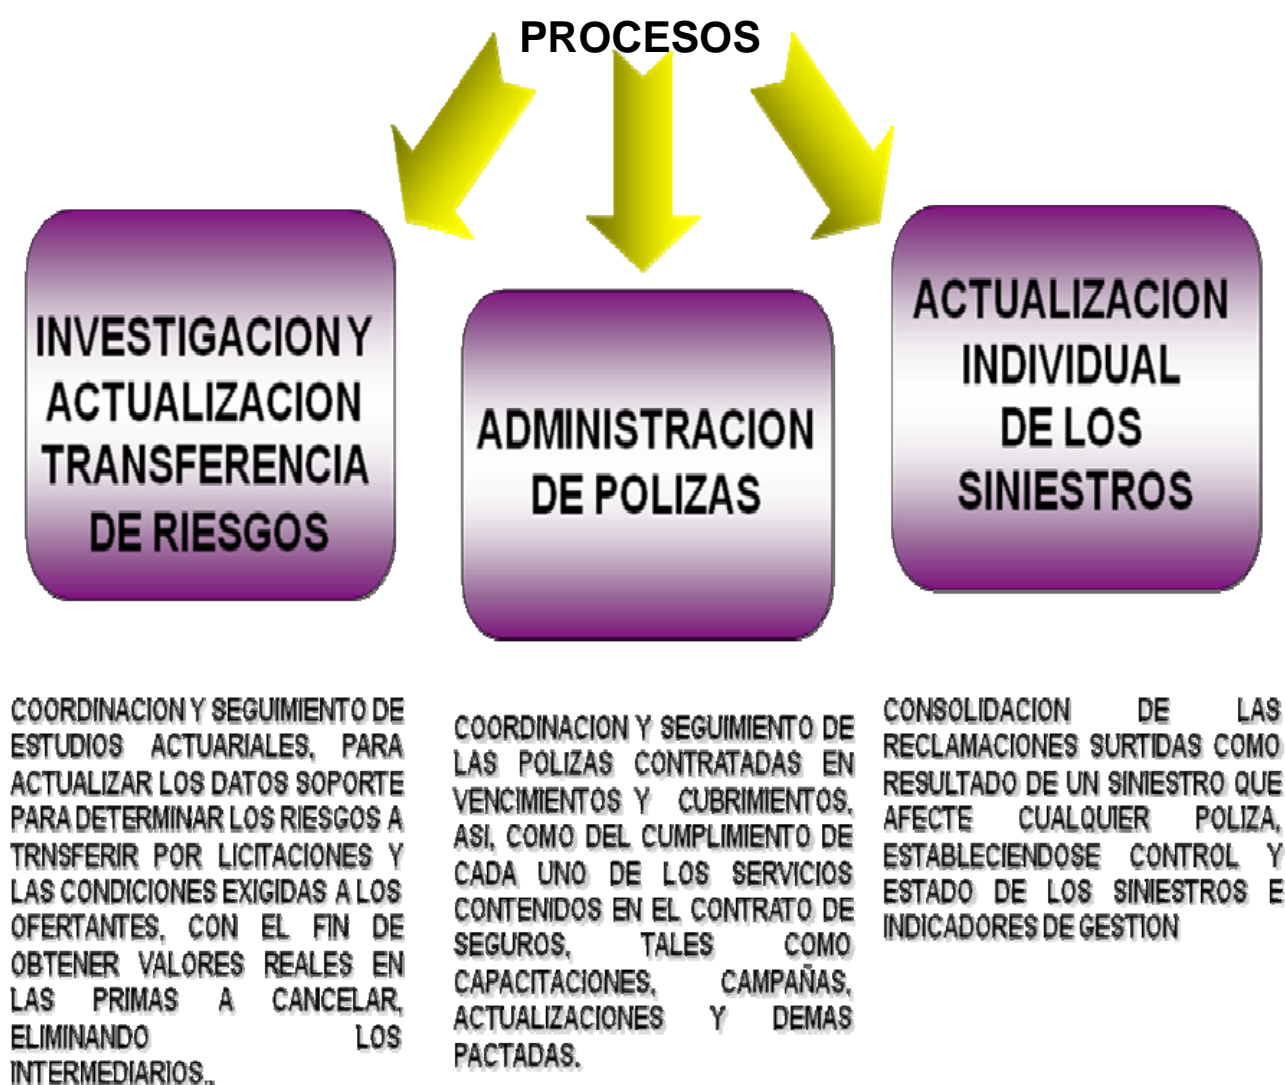 PROCESOS
INVESTIGACION Y
ACTUALIZACION
TRANSFERENCIA
DE RIESGOS
ADMINISTRACION
DE POLIZAS
ACTUALIZACION
INDIVIDUAL
DE LOS
SINIESTROS
COORDINACION Y SEGUIMIENTO DE
ESTUDIOS ACTUARIALES, PARA
ACTUALIZAR LOS DATOS SOPORTE
PARA DETERMINAR LOS RIESGOS A
TRNSFERIR POR LICITACIONES Y
LAS CONDICIONES EXIGIDAS A LOS
OFERTANTES, CON EL FIN DE
OBTENER VALORES REALES EN
LAS PRIMAS A CANCELAR,
ELIMINANDO LOS
INTERMEDIARIOS,.
COORDINACION Y SEGUIMIENTO DE
LAS POLIZAS CONTRATADAS EN
VENCIMIENTOS Y CUBRIMIENTOS,
ASI, COMO DEL CUMPLIMIENTO DE
CADA UNO DE LOS SERVICIOS
CONTENIDOS EN EL CONTRATO DE
SEGUROS, TALES COMO
CAPACITACIONES, CAMPAÑAS,
ACTUALIZACIONES Y DEMAS
PACTADAS.
CONSOLIDACION DE LAS
RECLAMACIONES SURTIDAS COMO
RESULTADO DE UN SINIESTRO QUE
AFECTE CUALQUIER POLIZA,
ESTABLECIENDOSE CONTROL Y
ESTADO DE LOS SINIESTROS E
INDICADORES DE GESTION